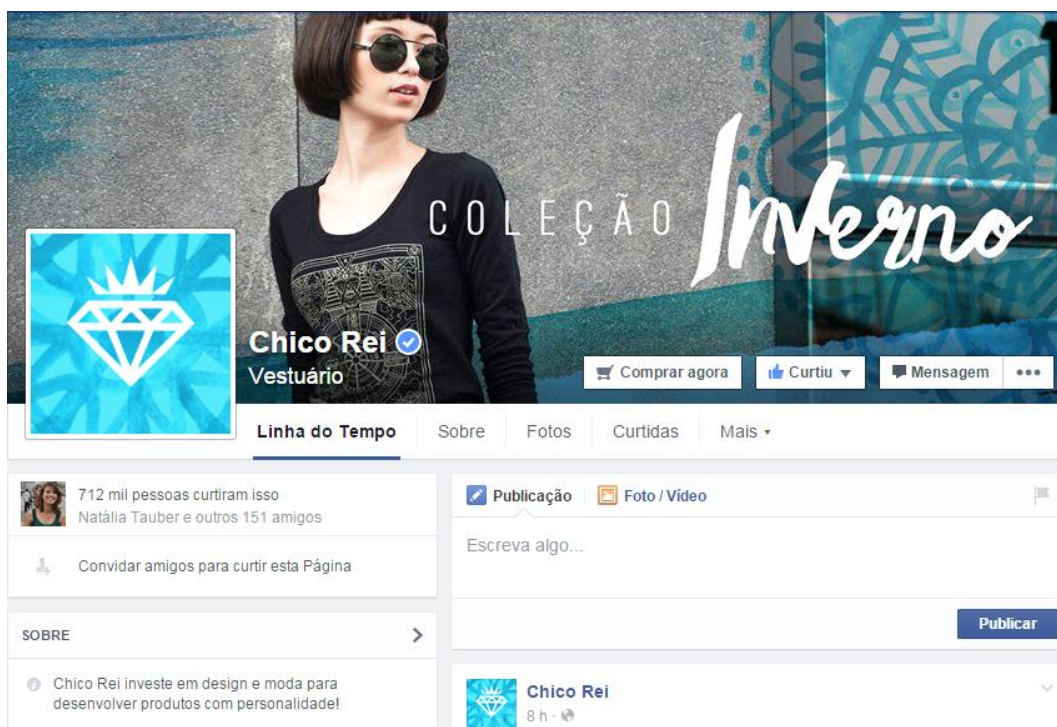 COLEÇÃO Inverno
Chico Rei
Vestuário
Comprar agora
Curtiu
Mensagem
Linha do Tempo
Sobre
Fotos
Curtidas
Mais
712 mil pessoas curtiram isso
Natália Tauber e outros 151 amigos
Convidar amigos para curtir esta Página
SOBRE
Chico Rei investe em design e moda para
desenvolver produtos com personalidade!
Publicação
Foto / Vídeo
Escreva algo...
Publicar
Chico Rei
8 h ·